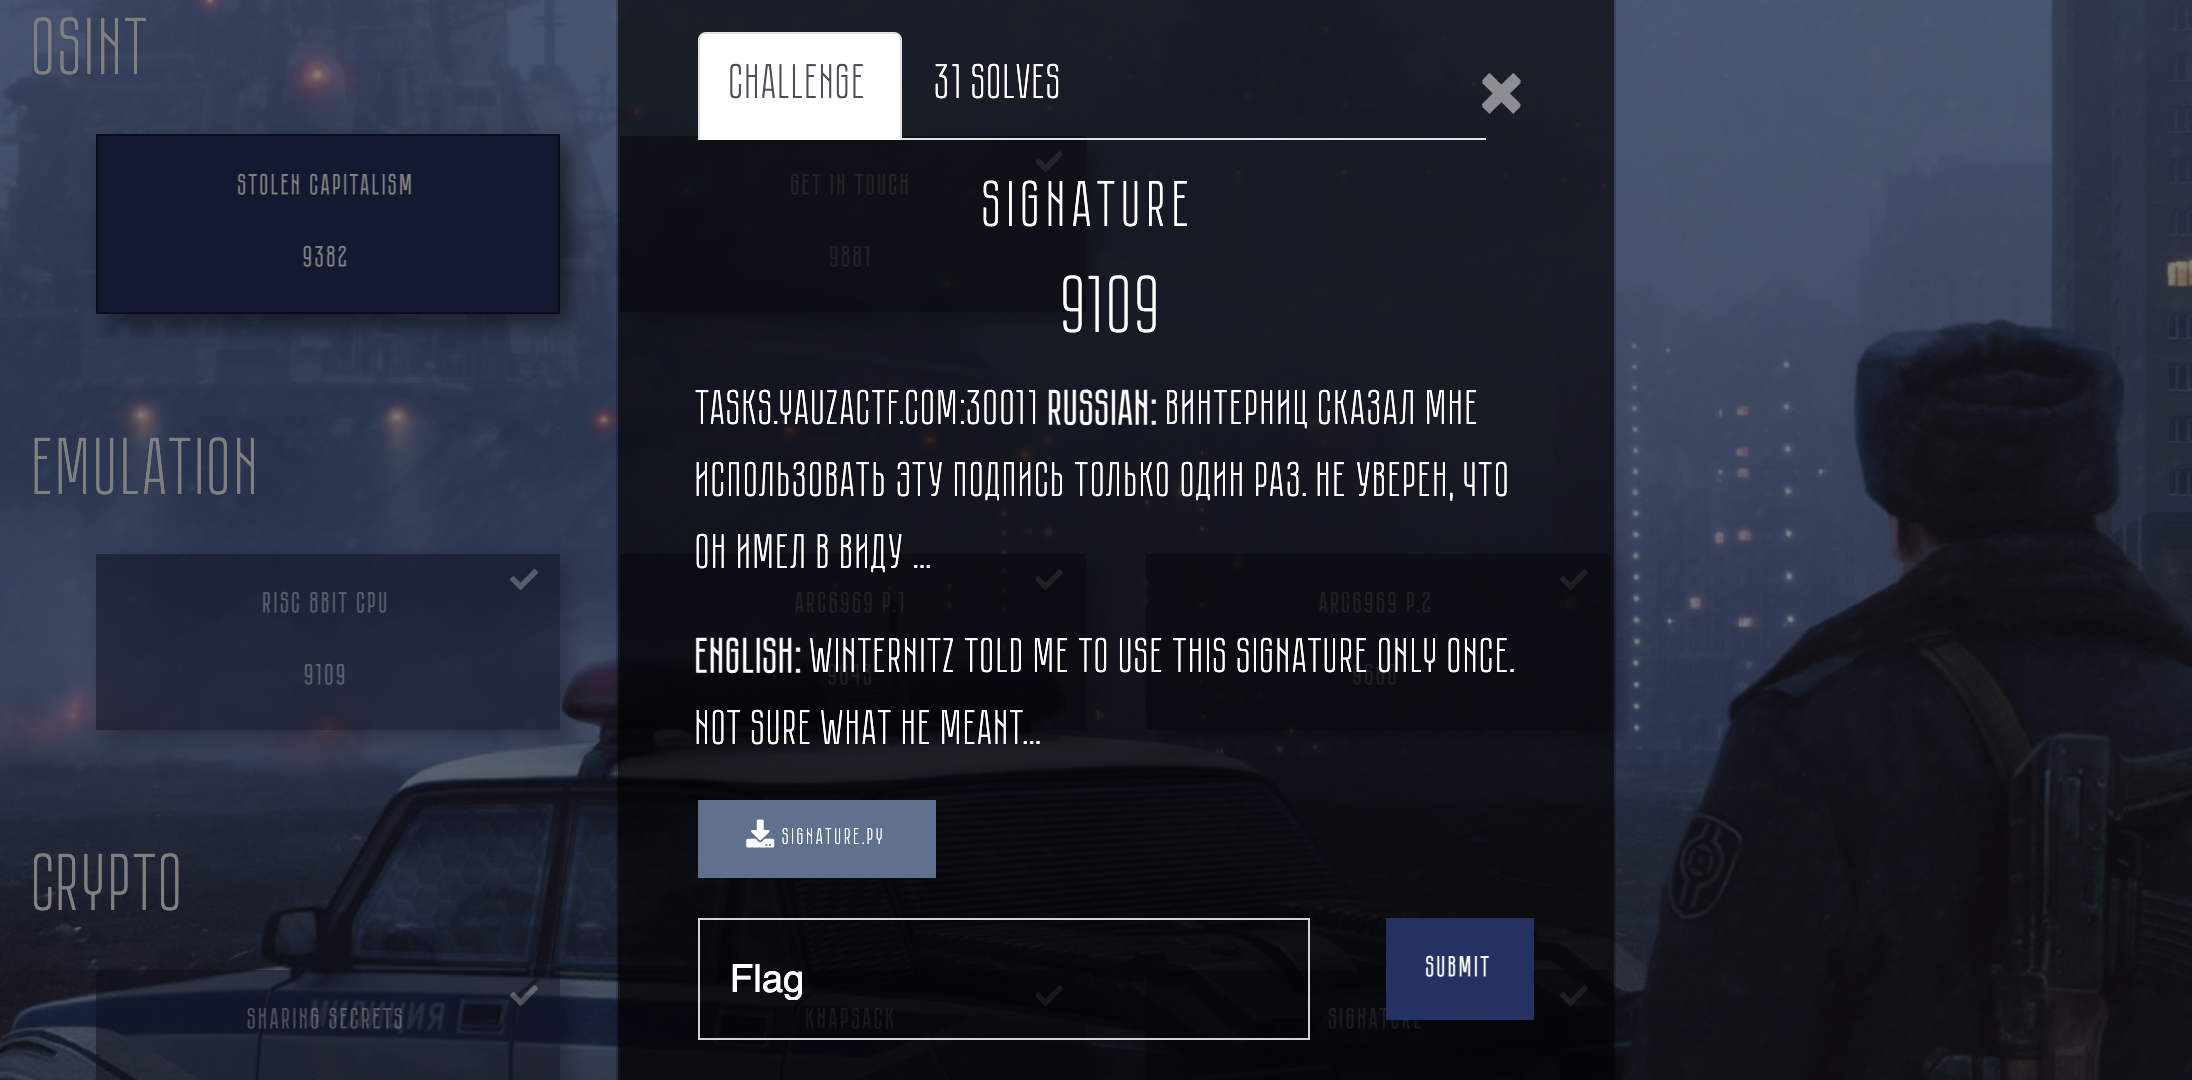 OSINT
CHALLENGE
31 SOLVES
STOLEN CAPITALISM
GET IN TOUCH
SIGNATURE
9382
9881
9109
TASKS.YAUZACTF.COM:30011 RUSSIAN: ВИНТЕРНИЦ СКАЗАЛ МНЕ
ИСПОЛЬЗОВАТЬ ЭТУ ПОДПИСЬ ТОЛЬКО ОДИН РАЗ. НЕ УВЕРЕН, ЧТО
ОН ИМЕЛ В ВИДУ ...
EMULATION
RISC 8BIT CPU
ARC6969 P.1
ARC6969 P.2
9109
ENGLISH: WINTERNITZ TOLD ME TO USE THIS SIGNATURE ONLY ONCE.
NOT SURE WHAT HE MEANT...
SIGNATURE.PY
CRYPTO
Flag
SUBMIT
SHARING SECRETS
KNAPSACK
SIGNATURE